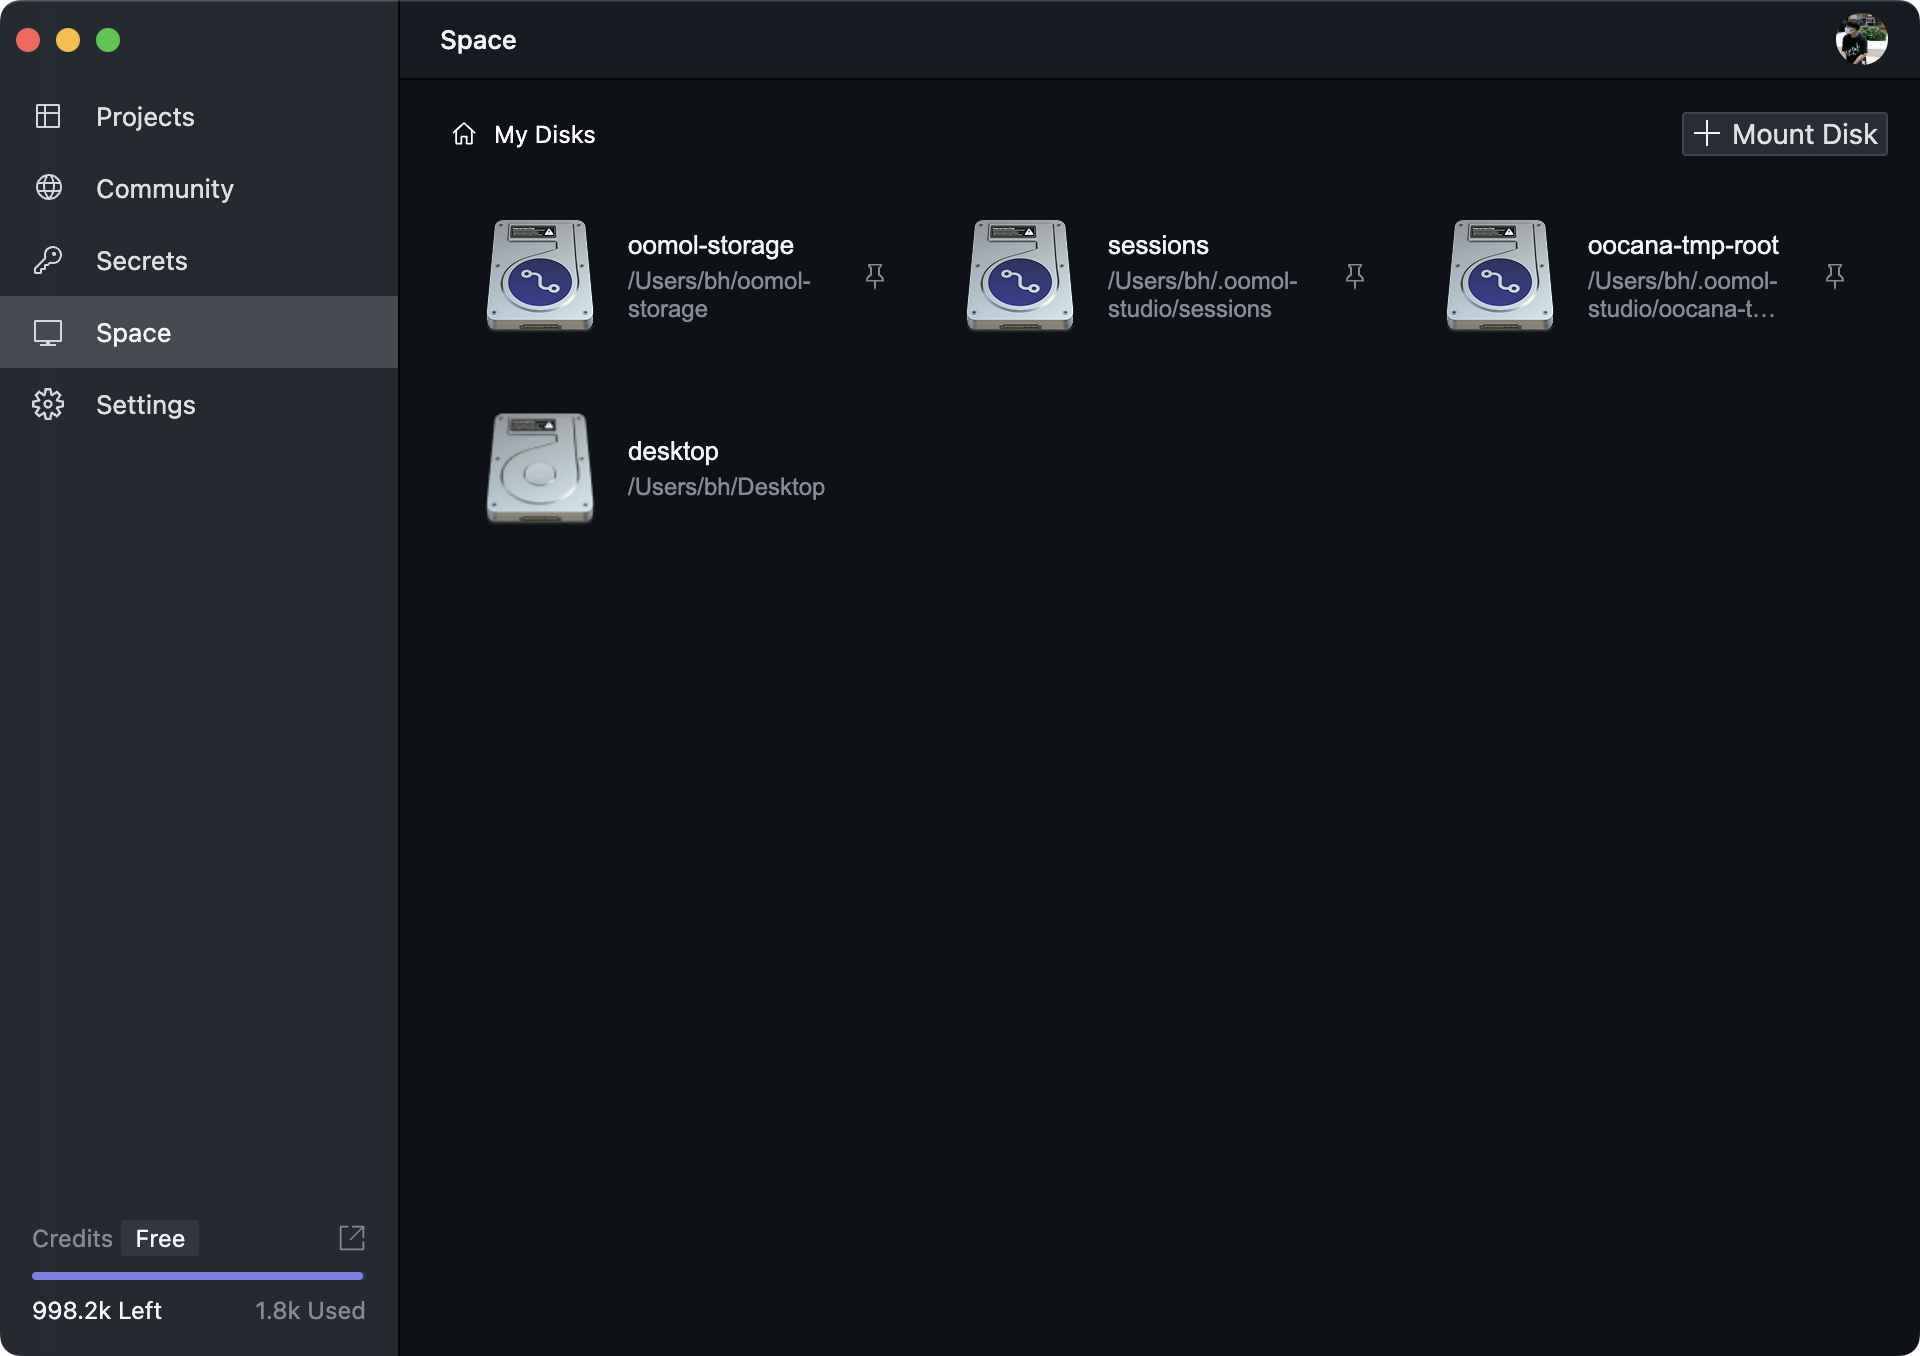 Space
Projects
Community
Secrets
Space
Settings
My Disks
Mount Disk
oomol-storage
/Users/bh/oomol-
storage
sessions
/Users/bh/.oomol-
studio/sessions
oocana-tmp-root
/Users/bh/.oomol-
studio/oocana-t...
desktop
/Users/bh/Desktop
Credits Free
998.2k Left 1.8k Used